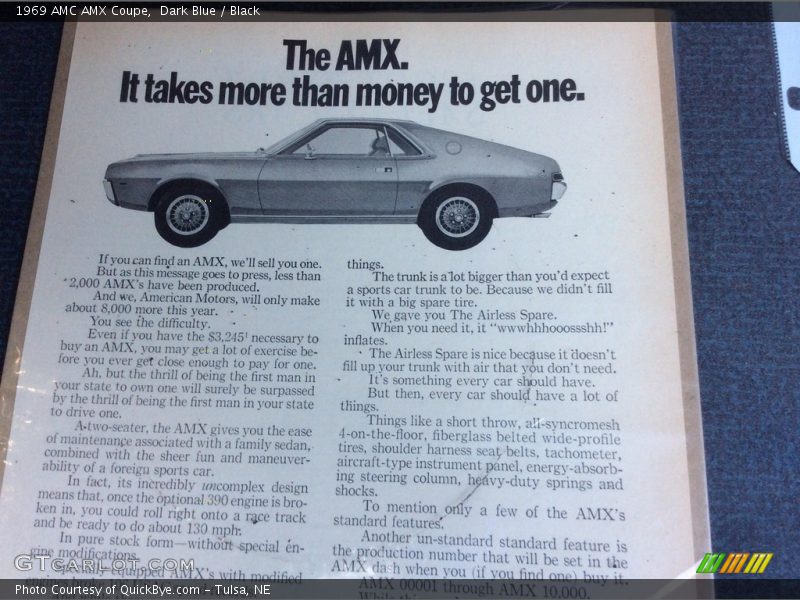 1969 AMC AMX Coupe,  Dark Blue / Black
The AMX.
It takes more than money to get one.
If you can find an AMX, we'll sell you one.
But as this message goes to press, less than
2,000 AMX's have been produced.
And we, American Motors, will only make
about 8,000 more this year.
You see the difficulty.
Even if you have the $3,245¹ necessary to
buy an AMX, you may get a lot of exercise be-
fore you ever get close enough to pay for one.
Ah, but the thrill of being the first man in
your state to own one will surely be surpassed
by the thrill of being the first man in your state
to drive one.
A two-seater, the AMX gives you the ease
of maintenance associated with a family sedan,
combined with the sheer fun and maneuver-
ability of a foreign sports car.
In fact, its incredibly uncomplex design
means that, once the optional 390 engine is bro-
ken in, you could roll right onto a race track
and be ready to do about 130 mph.
In pure stock form—without special en-
gine modifications.
Specially equipped AMX's with modified
things.
The trunk is a lot bigger than you'd expect
a sports car trunk to be. Because we didn't fill
it with a big spare tire.
We gave you The Airless Spare.
When you need it, it "wwwhhhooossshh!"
inflates.
The Airless Spare is nice because it doesn't
fill up your trunk with air that you don't need.
It's something every car should have.
But then, every car should have a lot of
things.
Things like a short throw, all-syncromesh
4-on-the-floor, fiberglass belted wide-profile
tires, shoulder harness seat belts, tachometer,
aircraft-type instrument panel, energy-absorb-
ing steering column, heavy-duty springs and
shocks.
To mention only a few of the AMX's
standard features.
Another un-standard standard feature is
the production number that will be set in the
AMX dash when you (if you find one) buy it.
AMX 00001 through AMX 10,000.
GTCARLOT.COM
Photo Courtesy of QuickBye.com – Tulsa, NE